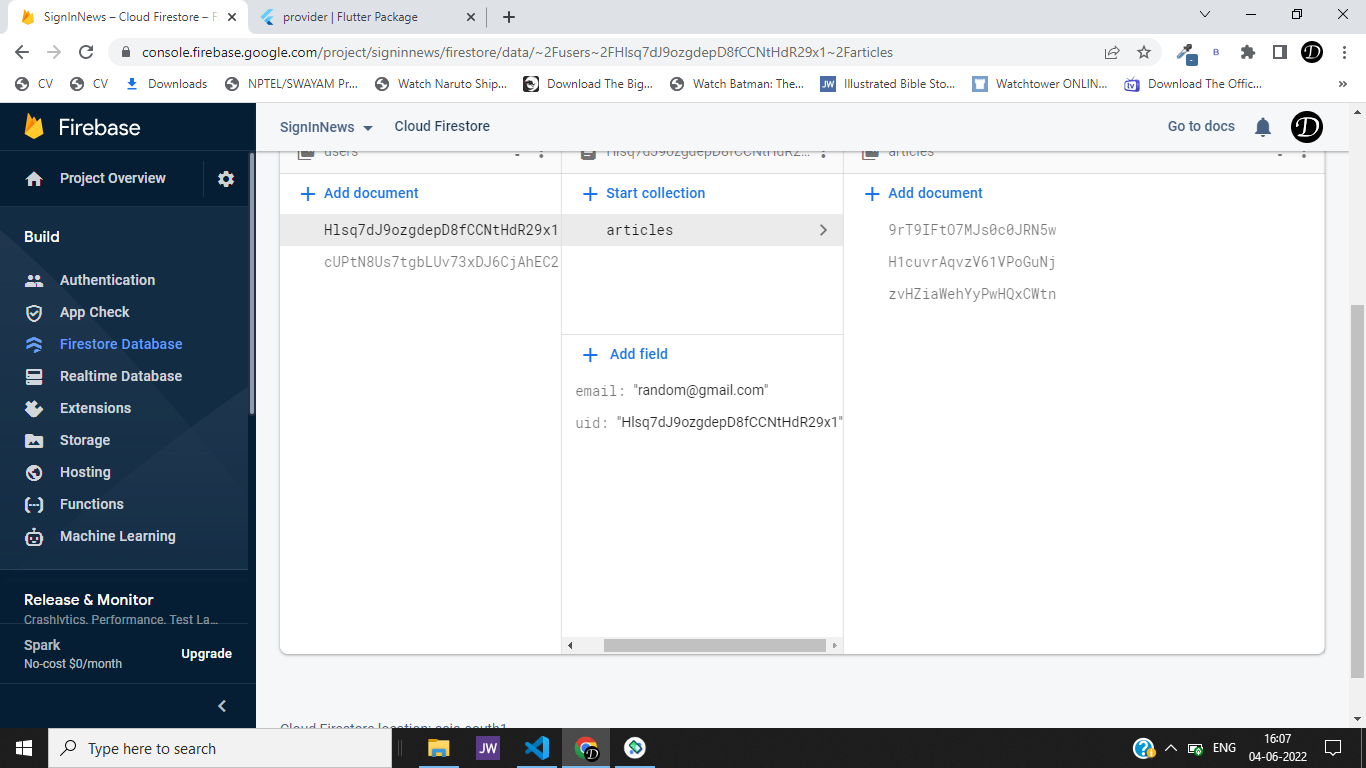 SignInNews – Cloud Firestore – F
provider | Flutter Package
console.firebase.google.com/project/signinnews/firestore/data/~2Fusers~2FHlsq7dJ9ozgdepD8fCCNtHdR29x1~2Farticles
CV
CV
Downloads
NPTEL/SWAYAM Pr...
Watch Naruto Ship...
Download The Big...
Watch Batman: The...
JW
Illustrated Bible Sto...
Watchtower ONLIN...
Download The Offic...
Firebase
SignInNews
Cloud Firestore
Go to docs
Project Overview
Build
Authentication
App Check
Firestore Database
Realtime Database
Extensions
Storage
Hosting
Functions
Machine Learning
Release & Monitor
Crashlytics, Performance, Test La...
Spark
No-cost $0/month
Upgrade
users
Hlsq7dJ9ozgdepD8fCCNtHdR2...
articles
Add document
Start collection
Add document
Hlsq7dJ9ozgdepD8fCCNtHdR29x1
cUPtN8Us7tgbLUv73xDJ6CjAhEC2
articles
9rT9IFtO7MJs0c0JRN5w
H1cuvrAqvzV61VPoGuNj
zvHZiaWehYyPwHQxCWtn
Add field
email: "random@gmail.com"
uid: "Hlsq7dJ9ozgdepD8fCCNtHdR29x1"
Cloud Firestore location: asia-south1
Type here to search
JW
ENG
16:07
04-06-2022